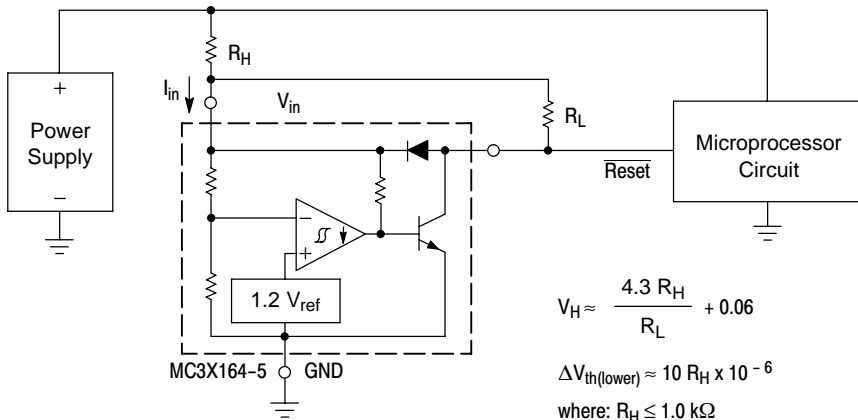 R_H
I_in
V_in
+
Power
Supply
−
R_L
Microprocessor
Circuit
R̅e̅s̅e̅t̅
−
+
1.2 V_ref
V_H ≈ 4.3 R_H / R_L + 0.06
MC3X164−5
GND
ΔV_th(lower) ≈ 10 R_H x 10^−6
where: R_H ≤ 1.0 kΩ